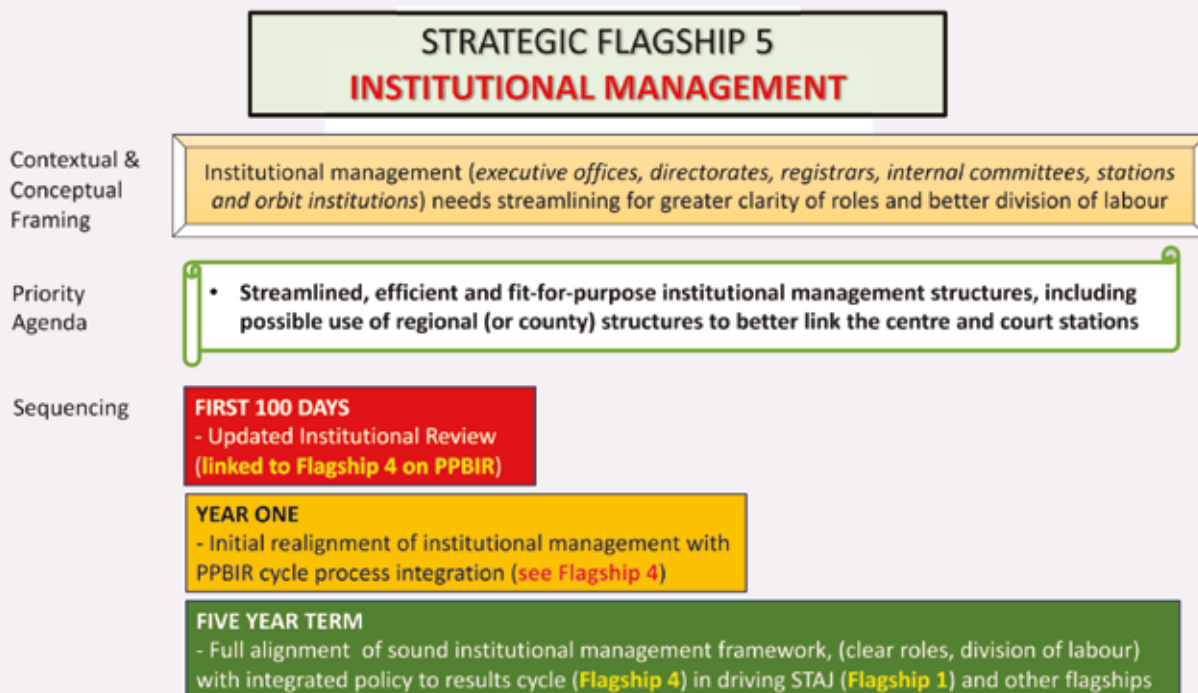 STRATEGIC FLAGSHIP 5
INSTITUTIONAL MANAGEMENT
Contextual &
Conceptual
Framing
Institutional management (executive offices, directorates, registrars, internal committees, stations
and orbit institutions) needs streamlining for greater clarity of roles and better division of labour
Priority
Agenda
• Streamlined, efficient and fit-for-purpose institutional management structures, including
possible use of regional (or county) structures to better link the centre and court stations
Sequencing
FIRST 100 DAYS
- Updated Institutional Review
(linked to Flagship 4 on PPBIR)
YEAR ONE
- Initial realignment of institutional management with
PPBIR cycle process integration (see Flagship 4)
FIVE YEAR TERM
- Full alignment of sound institutional management framework, (clear roles, division of labour)
with integrated policy to results cycle (Flagship 4) in driving STAJ (Flagship 1) and other flagships